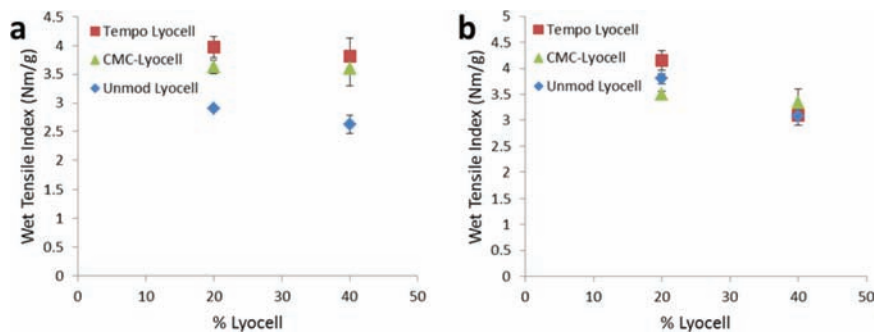 a
Wet Tensile Index (Nm/g)
4.5
4
3.5
3
2.5
2
1.5
1
0.5
0
Tempo Lyocell
CMC-Lyocell
Unmod Lyocell
0 10 20 30 40 50
% Lyocell
b
Wet Tensile Index (Nm/g)
5
4.5
4
3.5
3
2.5
2
1.5
1
0.5
0
Tempo Lyocell
CMC-Lyocell
Unmod Lyocell
0 10 20 30 40 50
% Lyocell